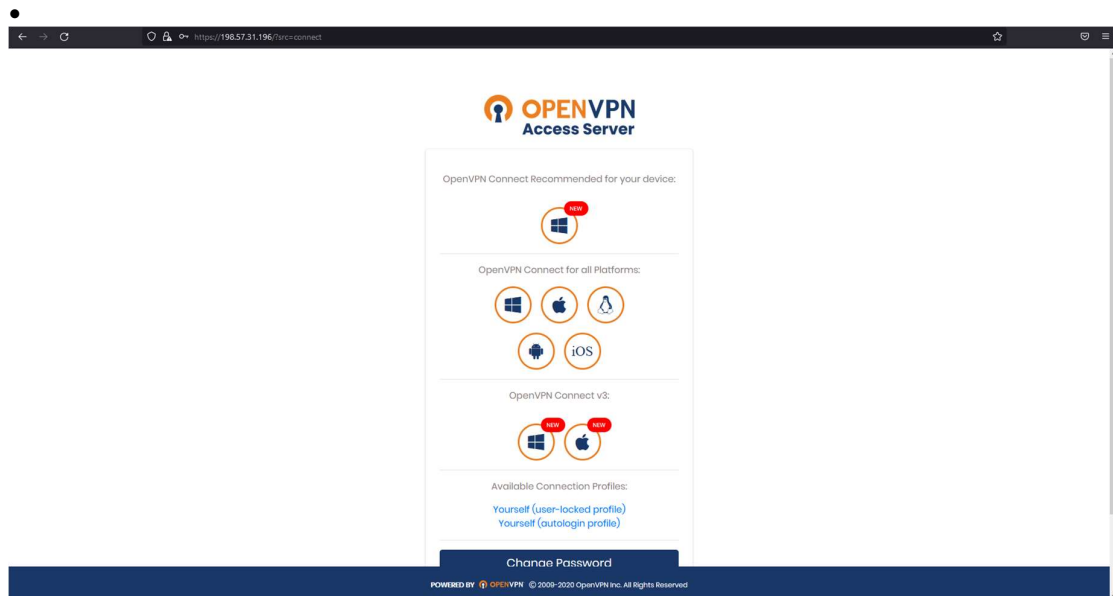 https://198.57.31.196/?src=connect
OPENVPN
Access Server
OpenVPN Connect Recommended for your device:
NEW
OpenVPN Connect for all Platforms:
iOS
OpenVPN Connect v3:
NEW NEW
Available Connection Profiles:
Yourself (user-locked profile)
Yourself (autologin profile)
Change Password
POWERED BY OPENVPN © 2009-2020 OpenVPN Inc. All Rights Reserved